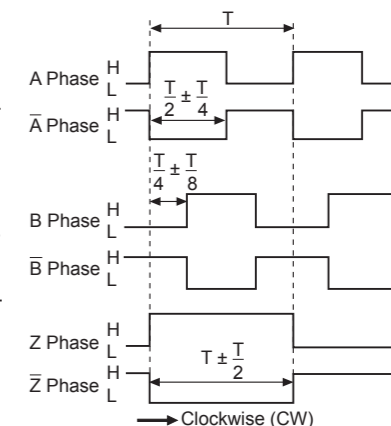 T
H
A Phase
L
H
A̅ Phase
L
T/2 ± T/4
T/4 ± T/8
H
B Phase
L
H
B̅ Phase
L
H
Z Phase
L
T ± T/2
H
Z̅ Phase
L
Clockwise (CW)